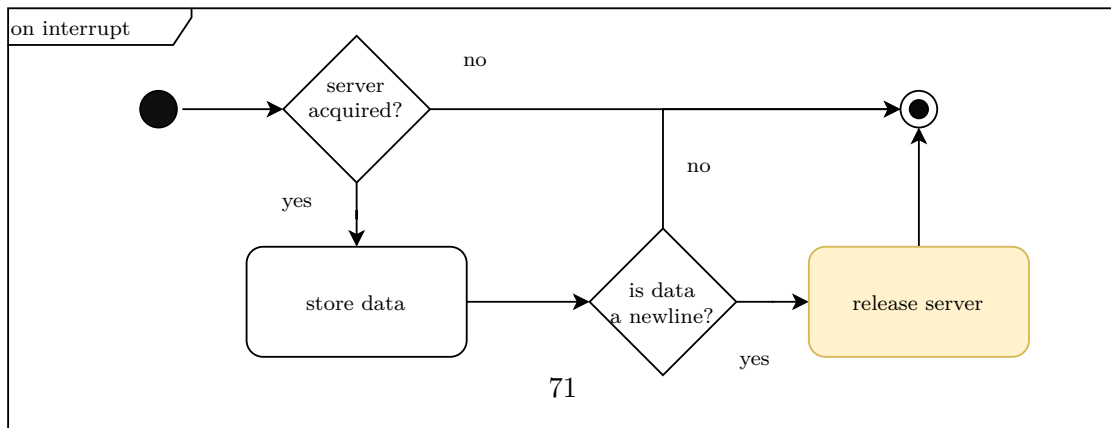 on interrupt
no
server
acquired?
no
yes
is data
a newline?
store data
release server
yes
71